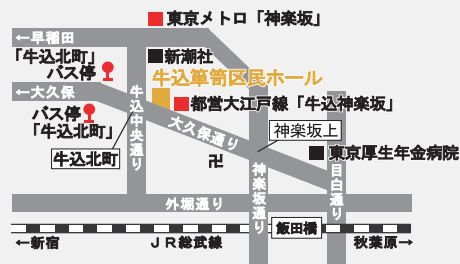 東京メトロ「神楽坂」
←早稲田
「牛込北町」
バス停
新潮社
牛込箪笥区民ホール
←大久保
都営大江戸線「牛込神楽坂」
バス停
「牛込北町」
牛込中央通り
大久保通り
神楽坂上
牛込北町
卍
東京厚生年金病院
神楽坂通り
目白通り
外堀通り
飯田橋
←新宿
JR総武線
秋葉原→